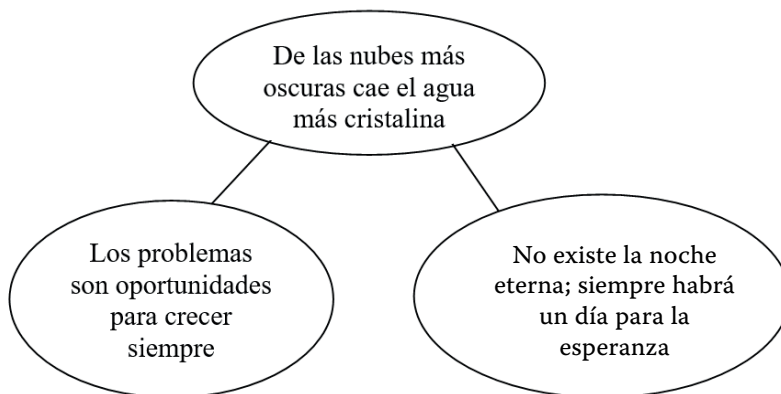 De las nubes más
oscuras cae el agua
más cristalina
Los problemas
son oportunidades
para crecer
siempre
No existe la noche
eterna; siempre habrá
un día para la
esperanza